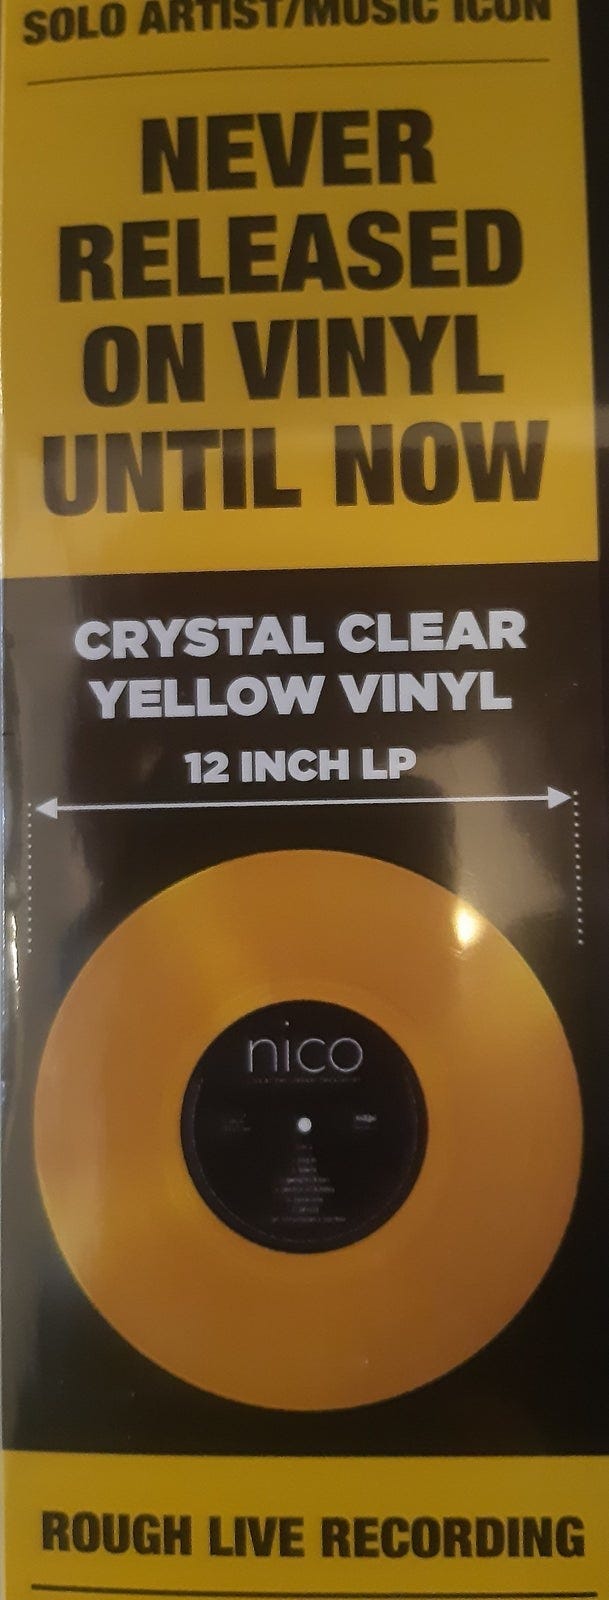 SOLO ARTIST/MUSIC ICON
NEVER
RELEASED
ON VINYL
UNTIL NOW
CRYSTAL CLEAR
YELLOW VINYL
12 INCH LP
nico
ROUGH LIVE RECORDING